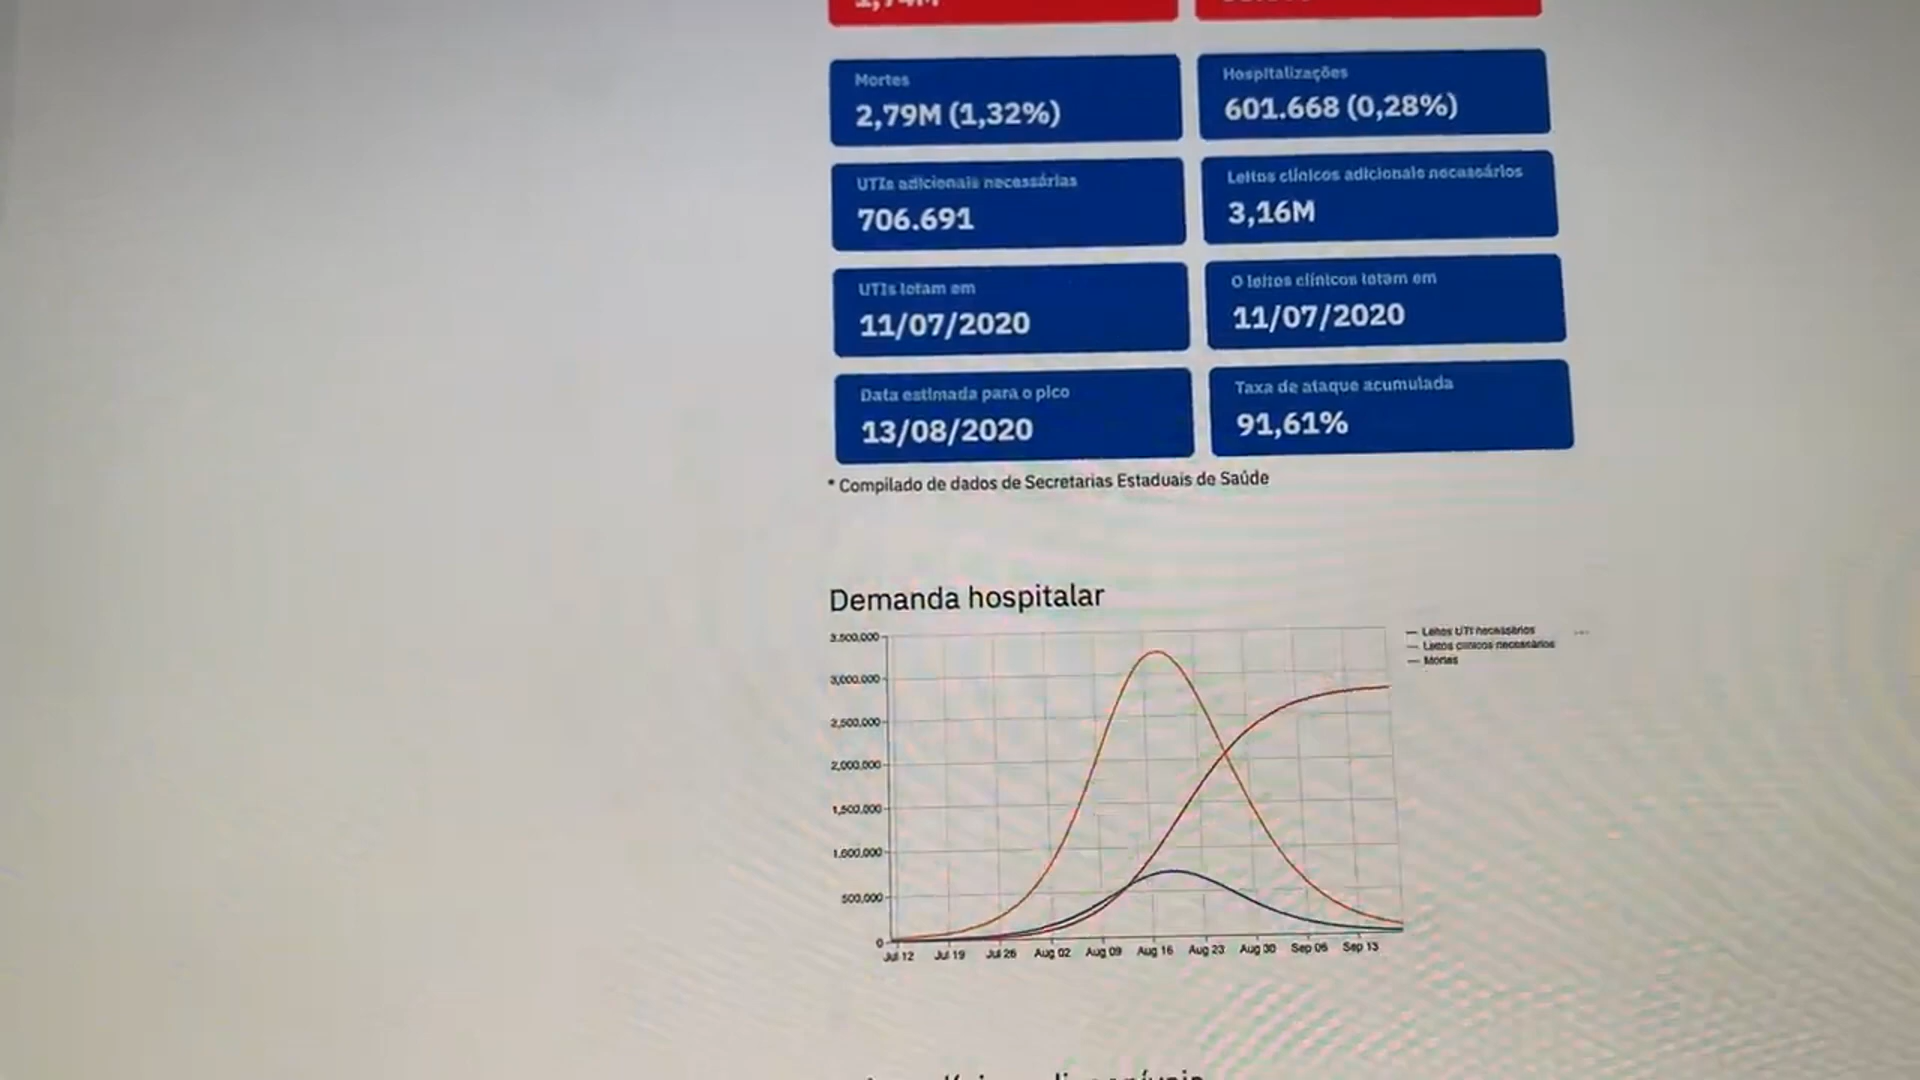 Mortes
2,79M (1,32%)
Hospitalizações
601.668 (0,28%)
UTIs adicionais necessárias
706.691
Leitos clínicos adicionais necessários
3,16M
UTIs lotam em
11/07/2020
O leitos clínicos lotam em
11/07/2020
Data estimada para o pico
13/08/2020
Taxa de ataque acumulada
91,61%
* Compilado de dados de Secretarias Estaduais de Saúde
Demanda hospitalar
3,500,000
3,000,000
2,500,000
2,000,000
1,500,000
1,000,000
500,000
0
Jul 12 Jul 19 Jul 26 Aug 02 Aug 09 Aug 16 Aug 23 Aug 30 Sep 06 Sep 13
Leitos UTI necessários
Leitos clínicos necessários
Mortes